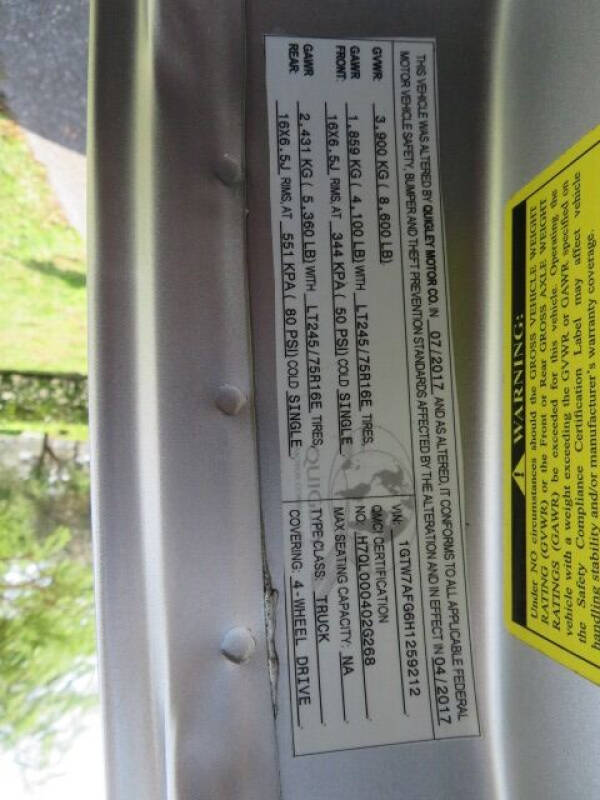 THIS VEHICLE WAS ALTERED BY QUIGLEY MOTOR CO. IN 07/2017 AND AS ALTERED, IT CONFORMS TO ALL APPLICABLE FEDERAL
MOTOR VEHICLE SAFETY, BUMPER AND THEFT PREVENTION STANDARDS AFFECTED BY THE ALTERATION AND IN EFFECT IN 04/2017
GVWR: 3,900 KG ( 8,600 LB)
GAWR FRONT: 1,859 KG ( 4,100 LB) WITH LT245/75R16E TIRES,
16X6.5J RIMS, AT 344 KPA ( 50 PSI) COLD SINGLE
GAWR REAR: 2,431 KG ( 5,360 LB) WITH LT245/75R16E TIRES,
16X6.5J RIMS, AT 551 KPA ( 80 PSI) COLD SINGLE
VIN: 1GTW7AFG6H1259212
QMCI CERTIFICATION
NO: H7QL000402G268
MAX SEATING CAPACITY: NA
TYPE CLASS: TRUCK
COVERING: 4-WHEEL DRIVE
QUIG
WARNING:
Under NO circumstances should the GROSS VEHICLE WEIGHT
RATING (GVWR) or the Front or Rear GROSS AXLE WEIGHT
RATINGS (GAWR) be exceeded for this vehicle. Operating the
vehicle with a weight exceeding the GVWR or GAWR specified on
the Safety Compliance Certification Label may affect vehicle
handling stability and/or manufacturer's warranty coverage.